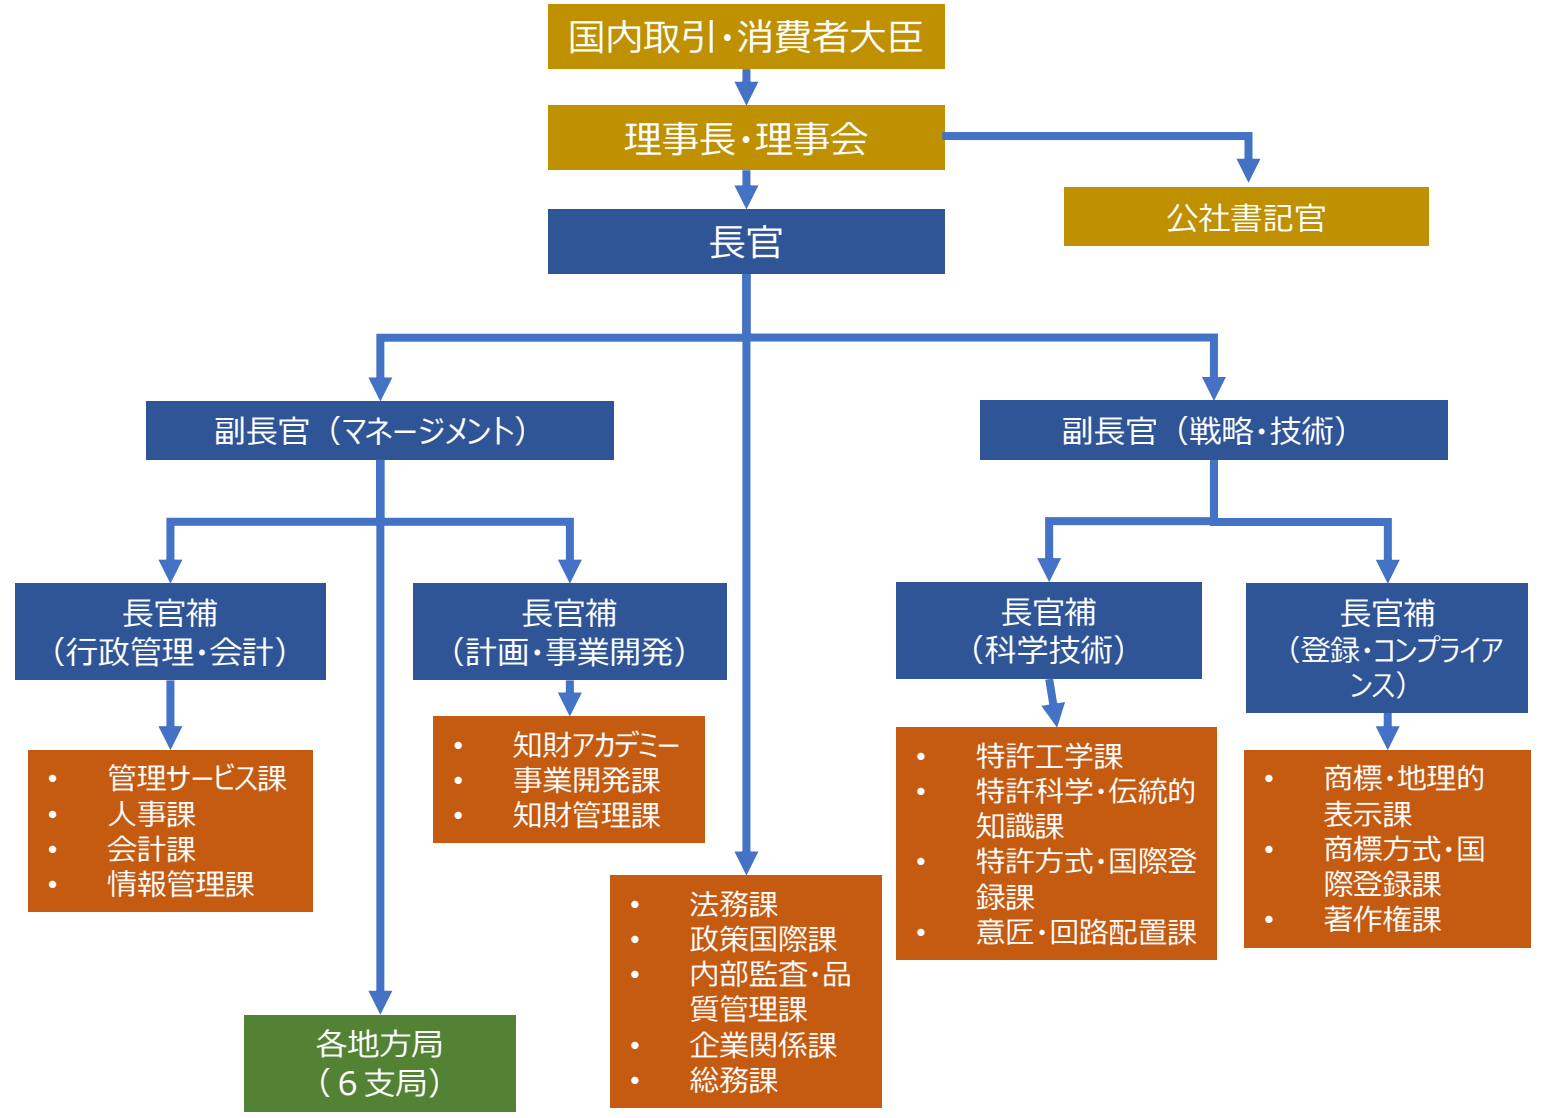 国内取引・消費者大臣
理事長・理事会
公社書記官
長官
副長官（マネージメント）
副長官（戦略・技術）
長官補
（行政管理・会計）
長官補
（計画・事業開発）
長官補
（科学技術）
長官補
（登録・コンプライア
ンス）
• 管理サービス課
• 人事課
• 会計課
• 情報管理課
• 知財アカデミー
• 事業開発課
• 知財管理課
• 法務課
• 政策国際課
• 内部監査・品
質管理課
• 企業関係課
• 総務課
• 特許工学課
• 特許科学・伝統的
知識課
• 特許方式・国際登
録課
• 意匠・回路配置課
• 商標・地理的
表示課
• 商標方式・国
際登録課
• 著作権課
各地方局
（６支局）